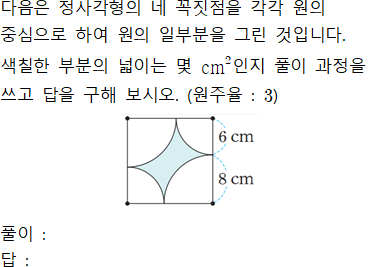 다음은 정사각형의 네 꼭짓점을 각각 원의
중심으로 하여 원의 일부분을 그린 것입니다.
색칠한 부분의 넓이는 몇 cm²인지 풀이 과정을
쓰고 답을 구해 보시오. (원주율 : 3)
6 cm
8 cm
풀이 :
답 :